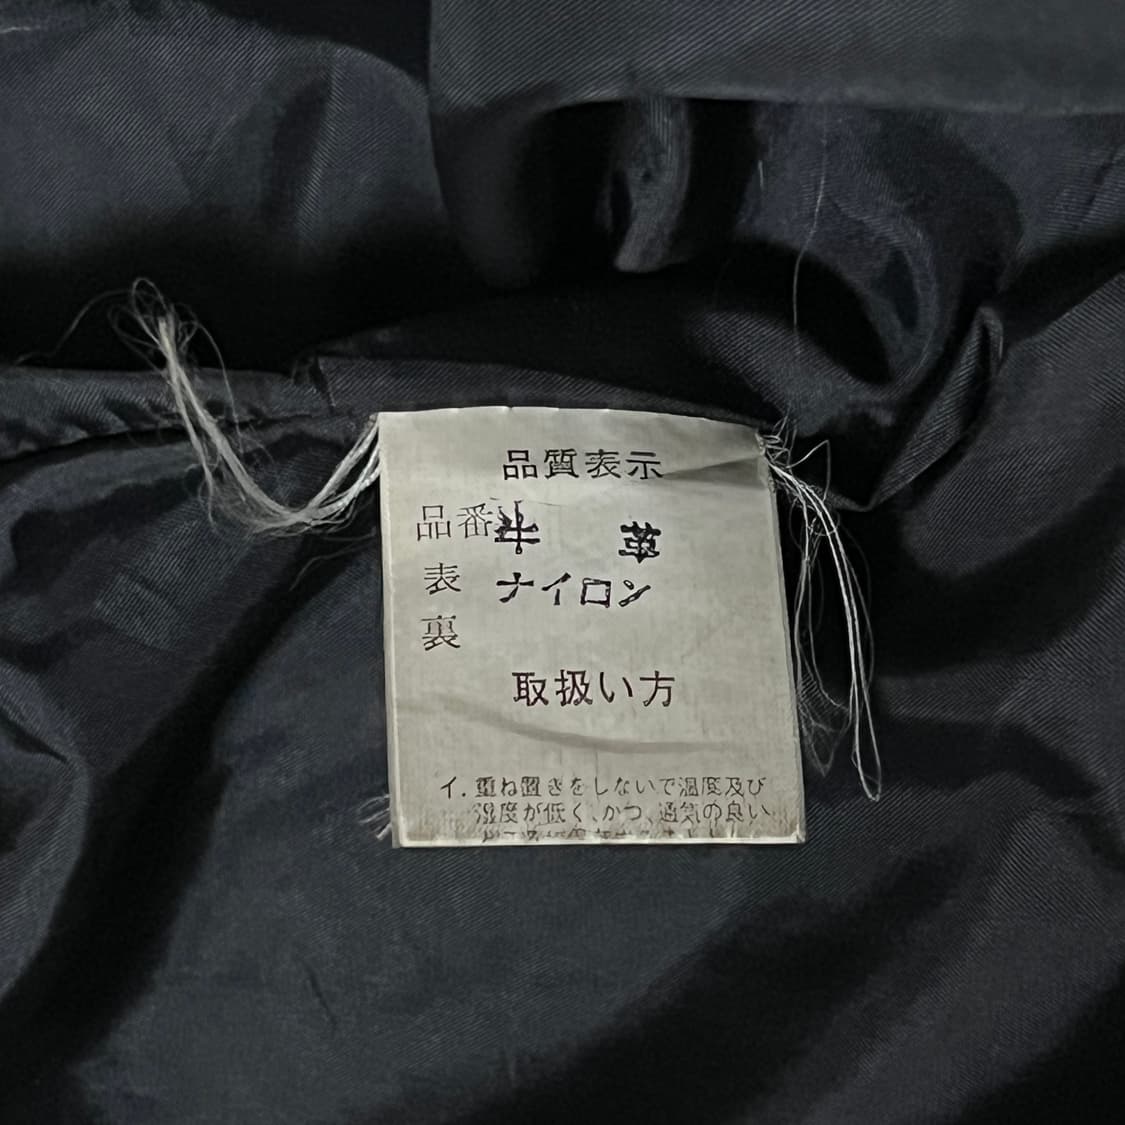 品質表示
品番 牛 革
表 ナイロン
裏
取扱い方
イ. 重ね置きをしないで温度及び
湿度が低く、かつ、通気の良い